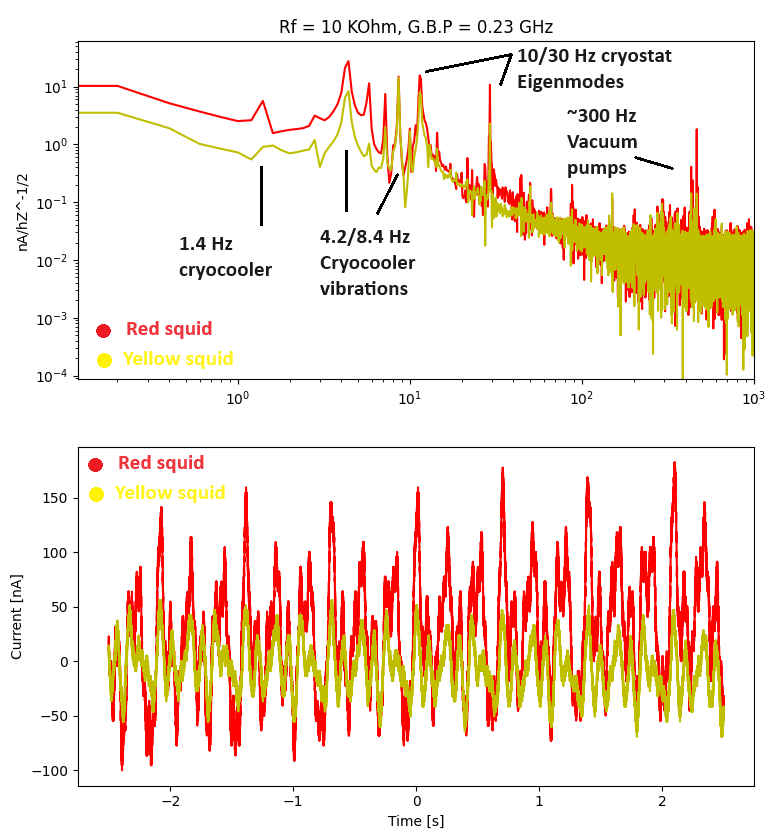 Rf = 10 KOhm, G.B.P = 0.23 GHz
10/30 Hz cryostat
Eigenmodes
~300 Hz
Vacuum
pumps
1.4 Hz
cryocooler
4.2/8.4 Hz
Cryocooler
vibrations
Red squid
Yellow squid
nA/hZ^-1/2
10^1
10^0
10^−1
10^−2
10^−3
10^−4
10^0
10^1
10^2
10^3
Red squid
Yellow squid
Current [nA]
150
100
50
0
−50
−100
−2
−1
0
1
2
Time [s]